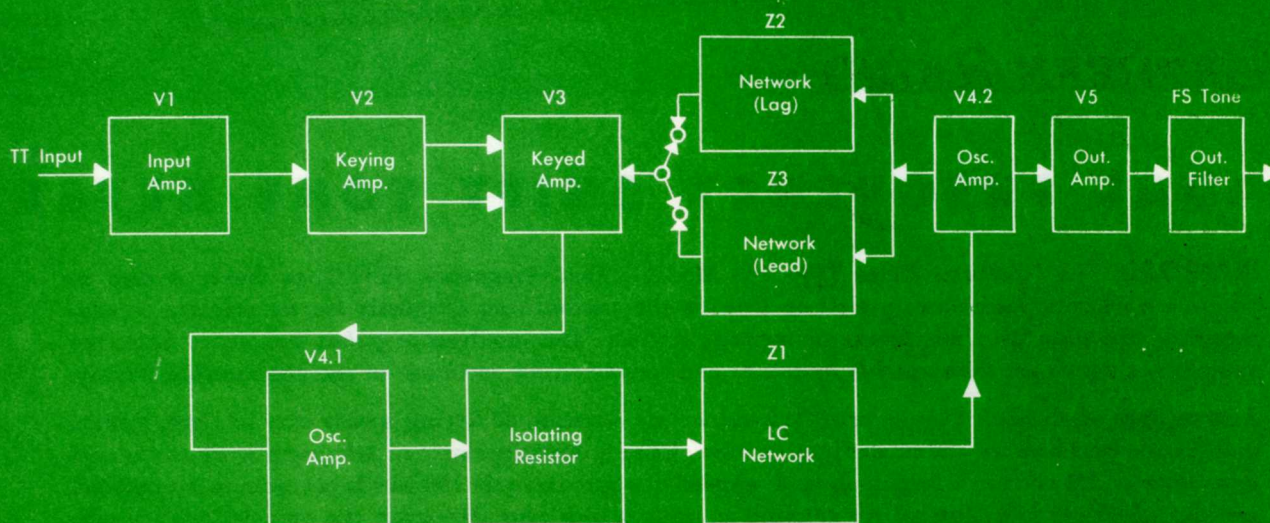 Z2
Network
(Lag)
V1
V2
V3
V4.2
V5
FS Tone
TT Input
Input
Amp.
Keying
Amp.
Keyed
Amp.
Osc.
Amp.
Out.
Amp.
Out.
Filter
Z3
Network
(Lead)
V4.1
Z1
Osc.
Amp.
Isolating
Resistor
LC
Network